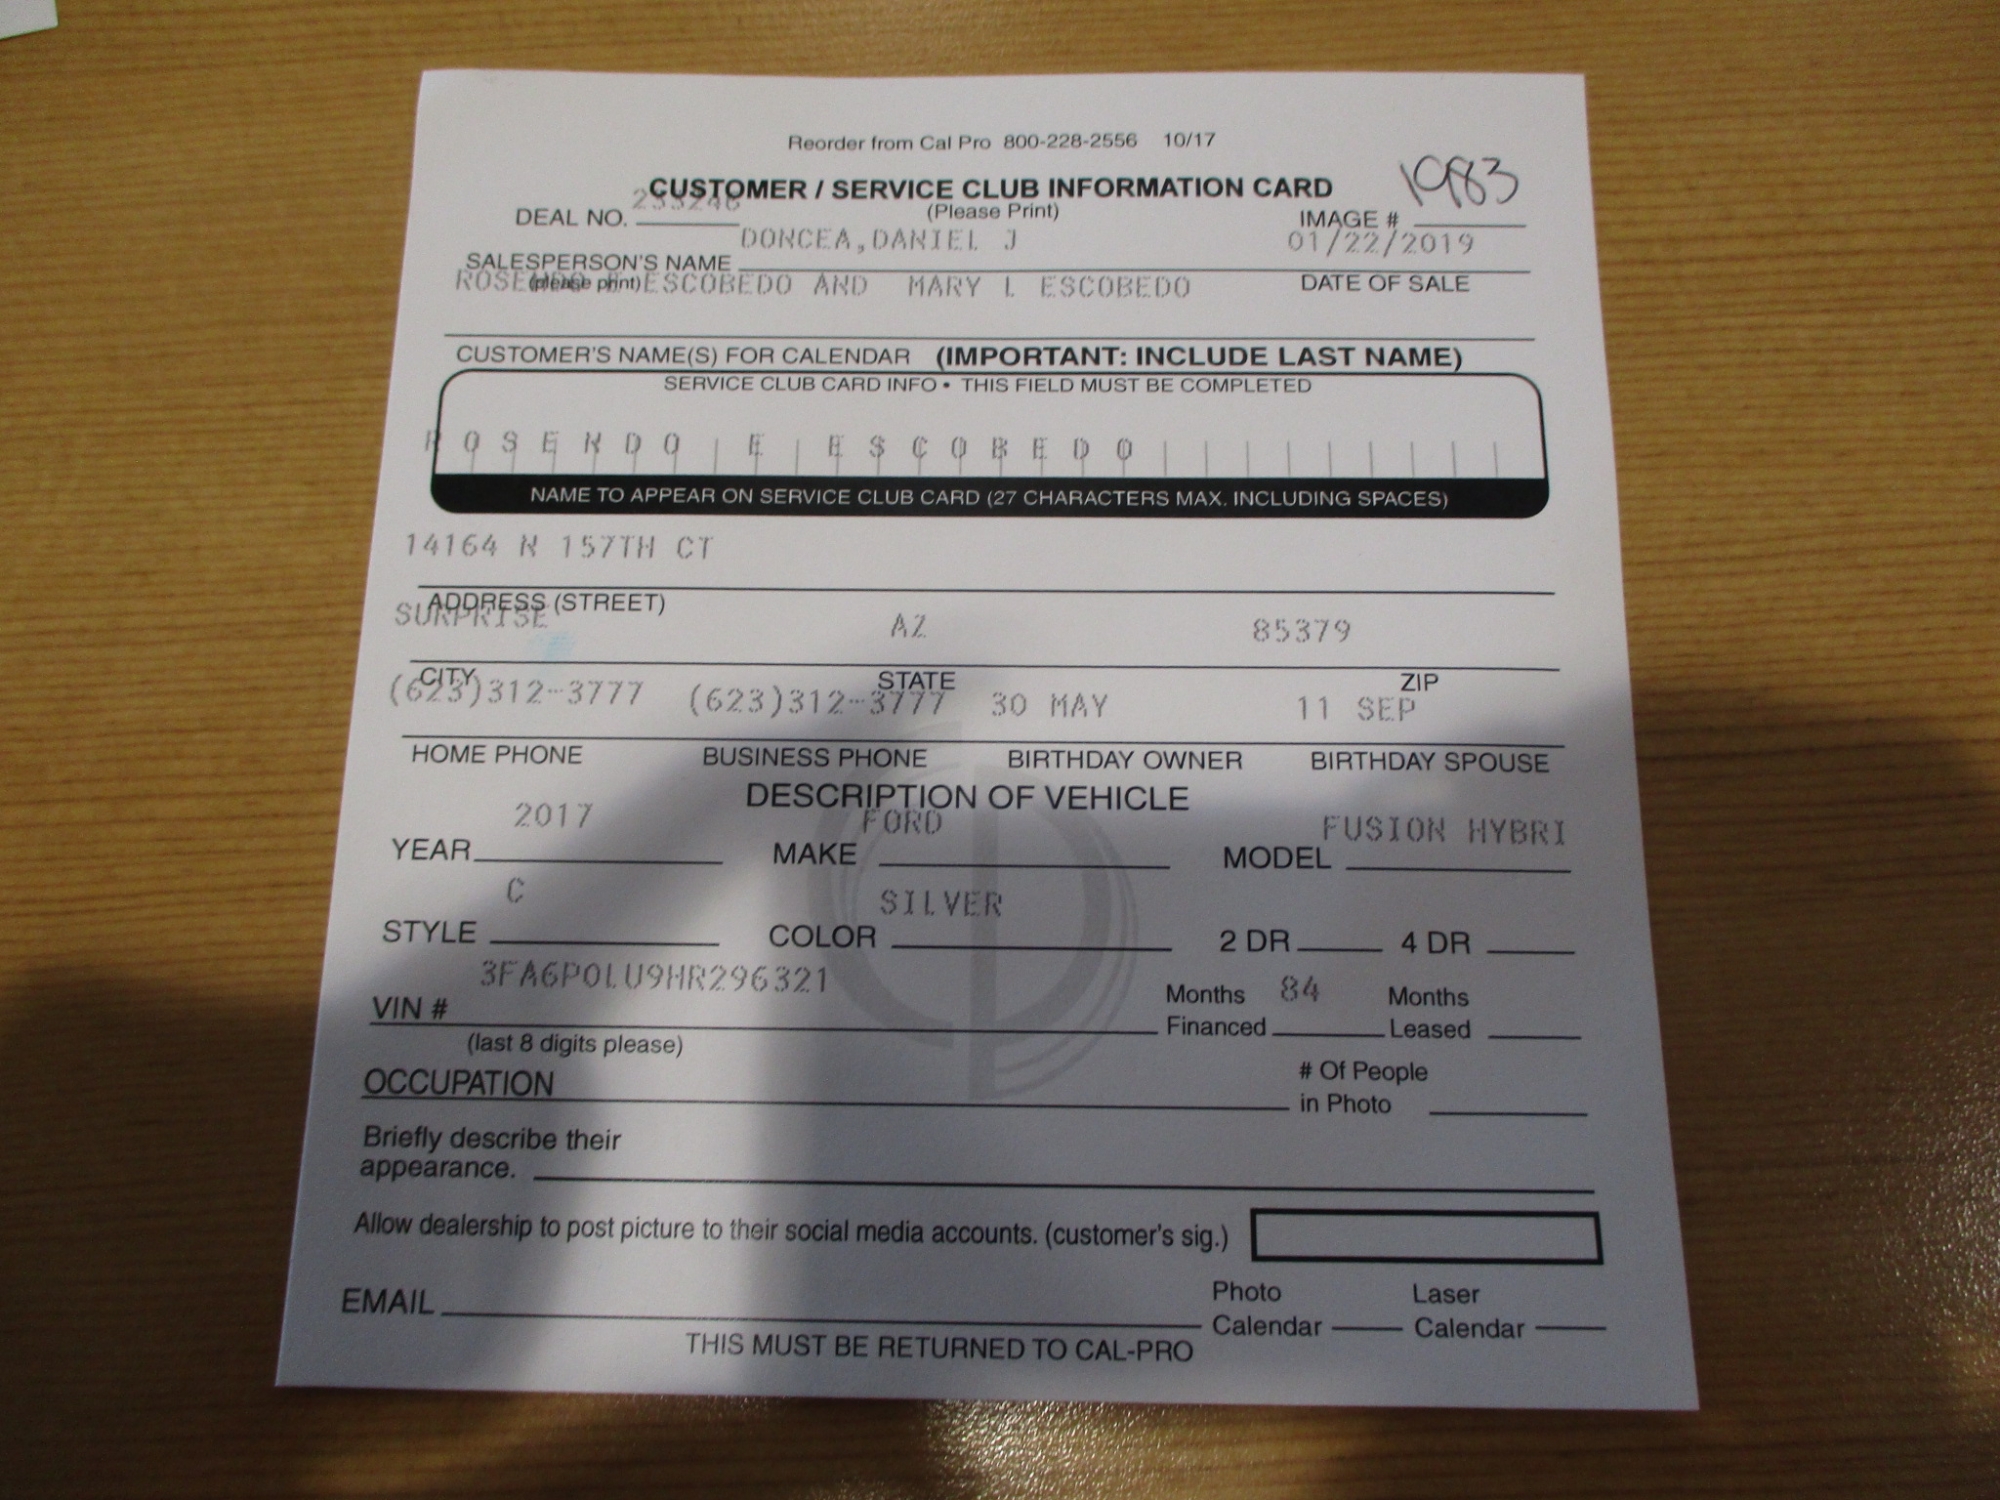 Reorder from Cal Pro 800-228-2556 10/17
CUSTOMER / SERVICE CLUB INFORMATION CARD 1983
233246 (Please Print)
DEAL NO. IMAGE #
DONCEA,DANIEL J 01/22/2019
SALESPERSON'S NAME
(please print) DATE OF SALE
ROSENDO E ESCOBEDO AND MARY L ESCOBEDO
CUSTOMER'S NAME(S) FOR CALENDAR (IMPORTANT: INCLUDE LAST NAME)
SERVICE CLUB CARD INFO • THIS FIELD MUST BE COMPLETED
ROSENDO E ESCOBEDO
NAME TO APPEAR ON SERVICE CLUB CARD (27 CHARACTERS MAX. INCLUDING SPACES)
14164 N 157TH CT
ADDRESS (STREET)
SURPRISE AZ 85379
CITY STATE ZIP
(623)312-3777 (623)312-3777 30 MAY 11 SEP
HOME PHONE BUSINESS PHONE BIRTHDAY OWNER BIRTHDAY SPOUSE
DESCRIPTION OF VEHICLE
2017 FORD FUSION HYBRI
YEAR MAKE MODEL
C SILVER
STYLE COLOR 2 DR 4 DR
3FA6P0LU9HR296321 84
VIN # Months Financed Months Leased
(last 8 digits please)
OCCUPATION # Of People in Photo
Briefly describe their
appearance.
Allow dealership to post picture to their social media accounts. (customer's sig.)
EMAIL Photo Calendar Laser Calendar
THIS MUST BE RETURNED TO CAL-PRO